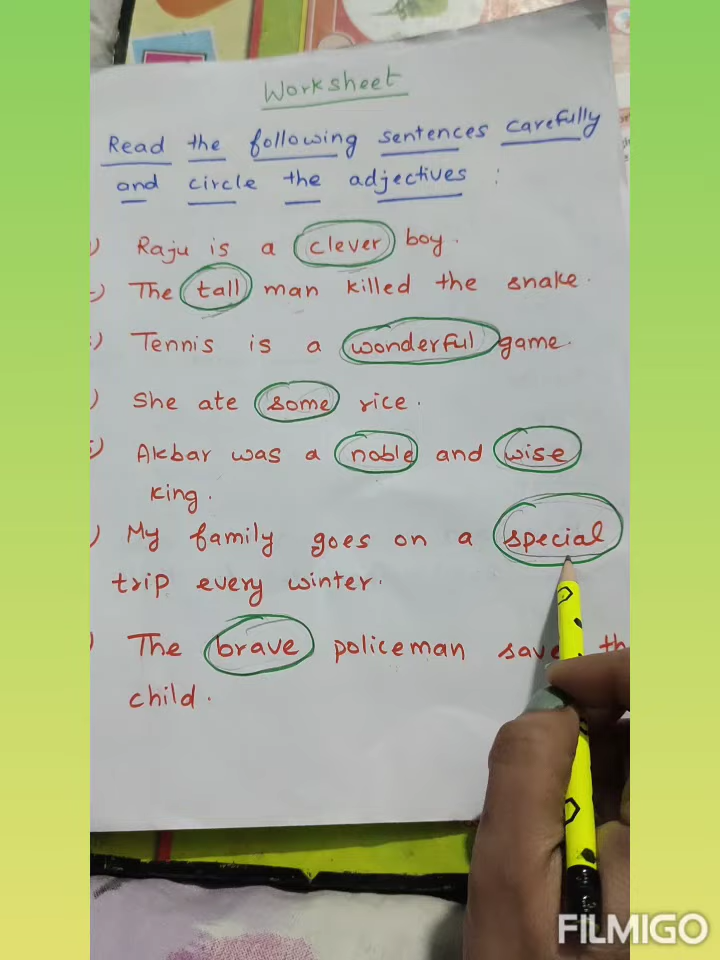 Worksheet
Read the following sentences carefully
and circle the adjectives :
) Raju is a clever boy.
) The tall man killed the snake.
) Tennis is a wonderful game.
) She ate some rice.
) Akbar was a noble and wise
king.
) My family goes on a special
trip every winter.
) The brave policeman
child.
FILMIGO